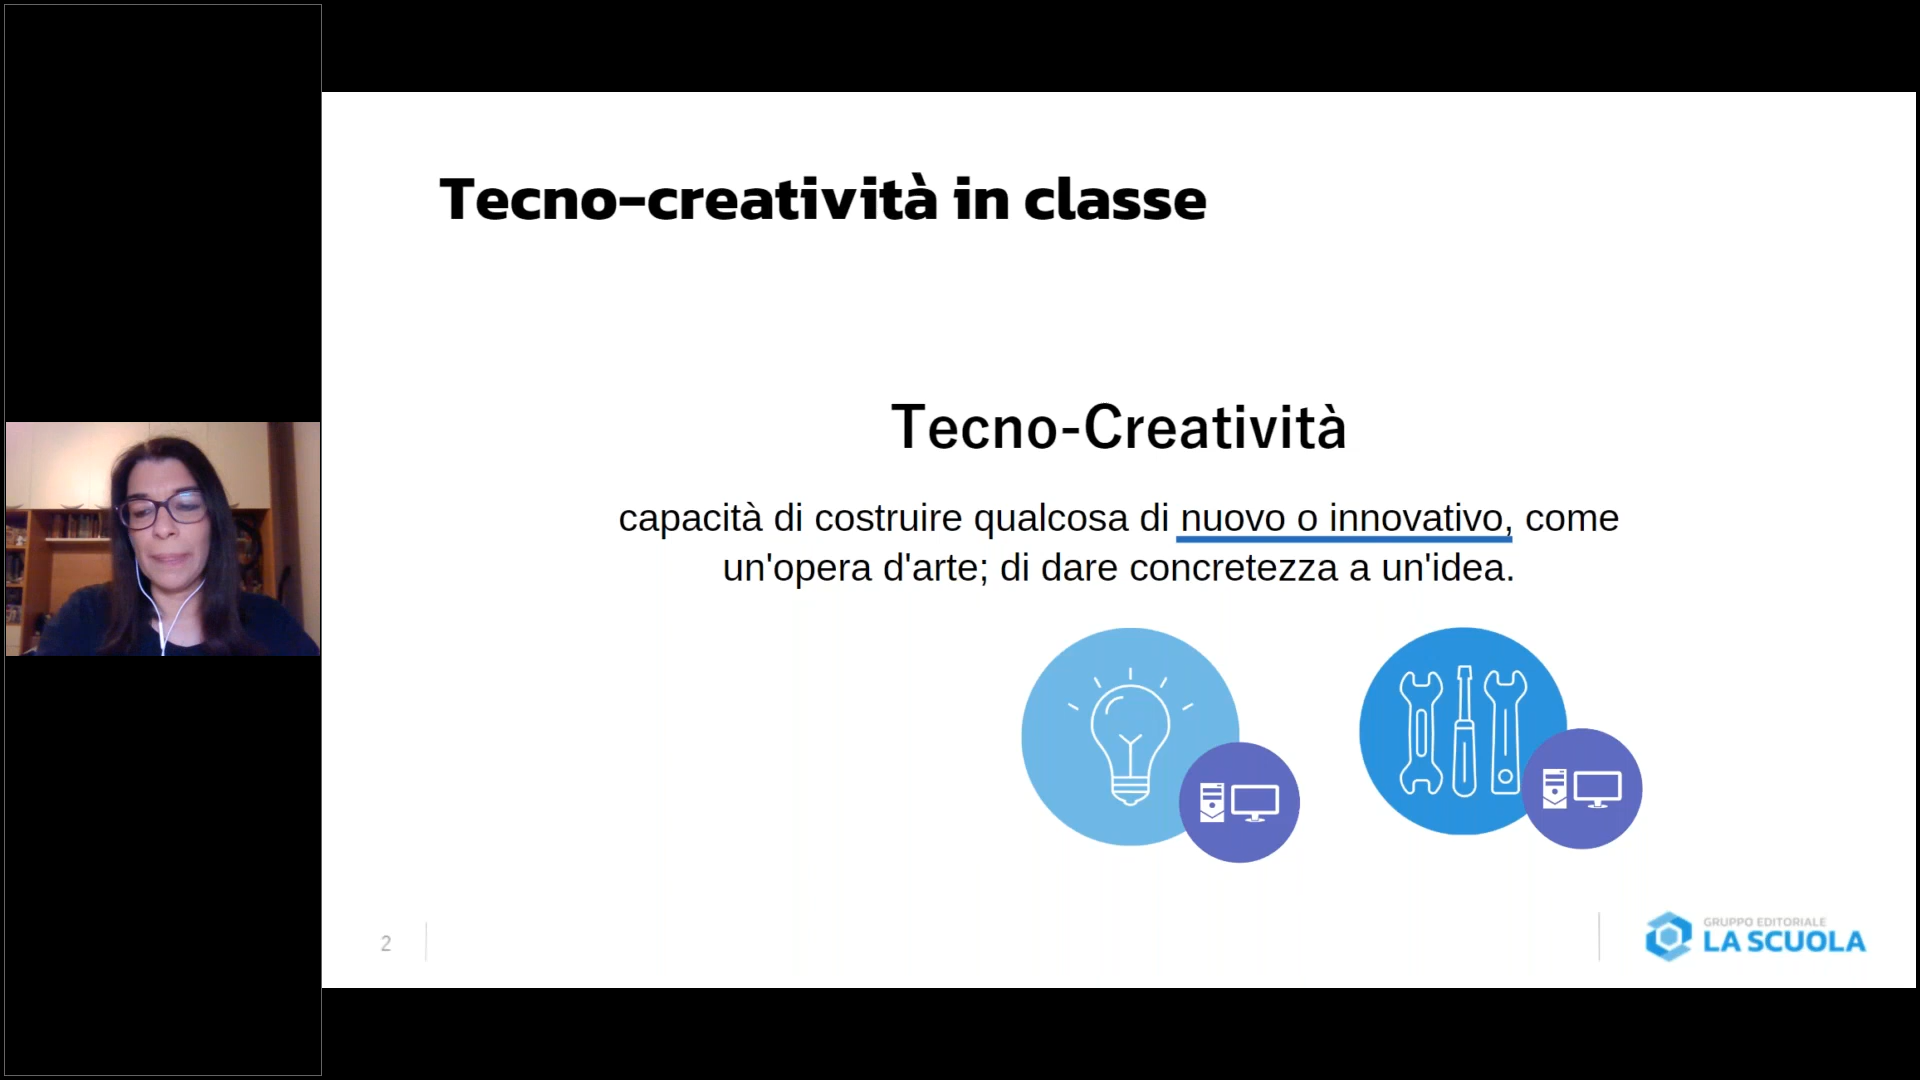 Tecno-creatività in classe
Tecno-Creatività
capacità di costruire qualcosa di nuovo o innovativo, come
un'opera d'arte; di dare concretezza a un'idea.
2
GRUPPO EDITORIALE
LA SCUOLA